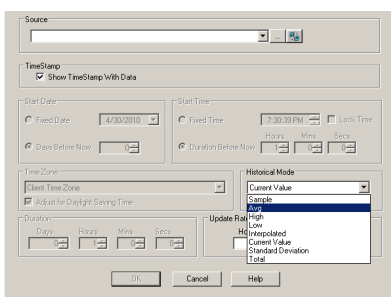 Source
...
TimeStamp
Show TimeStamp With Data
Start Date
Start Time
Fixed Date 4/30/2010
Fixed Time 7:30:39 PM Lock Time
Hours Mins Secs
Days Before Now 0
Duration Before Now 1 0 0
Time Zone
Historical Mode
Client Time Zone
Current Value
Adjust for Daylight Saving Time
Sample
Avg
High
Low
Interpolated
Current Value
Standard Deviation
Total
Duration
Update Rat
Days Hours Mins Secs
Ho
0 1 0 0
OK Cancel Help